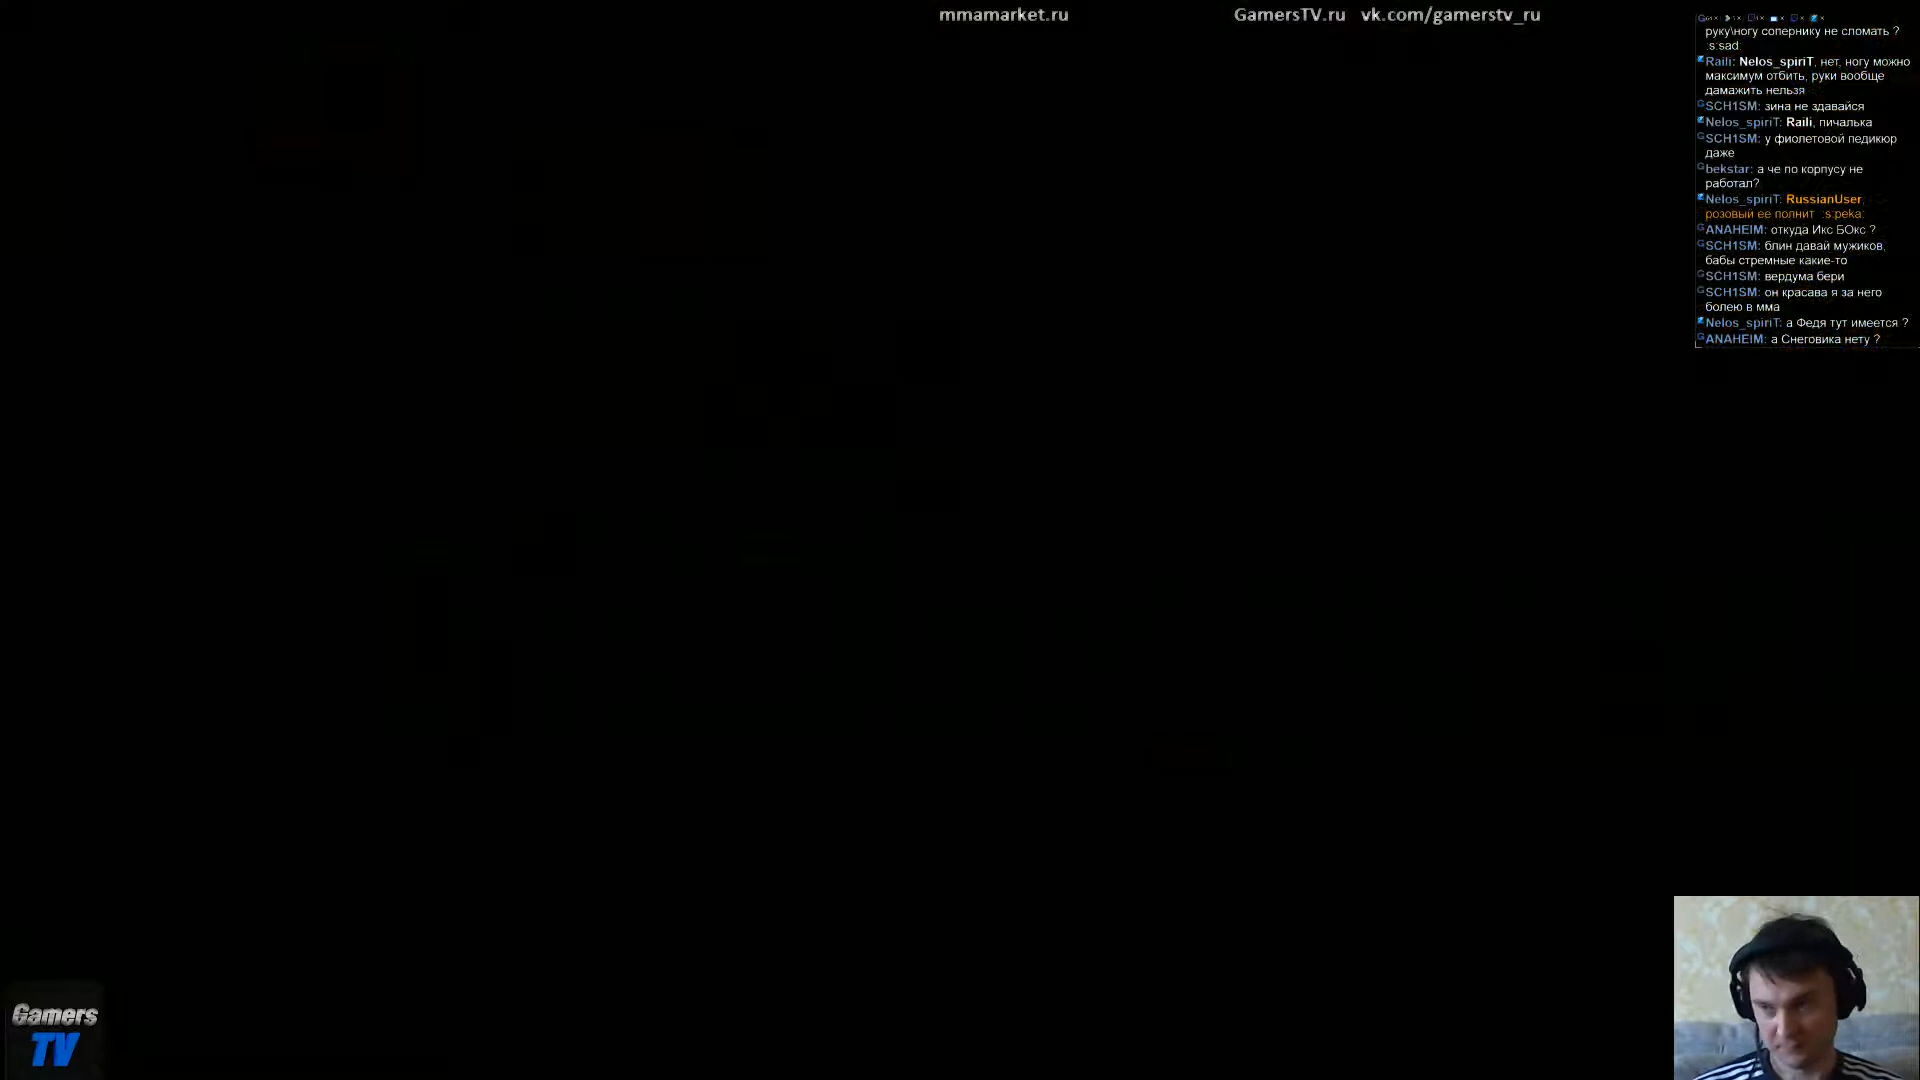 mmamarket.ru
GamersTV.ru vk.com/gamerstv_ru
руку\ногу сопернику не сломать ?
:s:sad:
Raili: Nelos_spiriT, нет, ногу можно
максимум отбить, руки вообще
дамажить нельзя
SCH1SM: зина не здавайся
Nelos_spiriT: Raili, пичалька
SCH1SM: у фиолетовой педикюр
даже
bekstar: а че по корпусу не
работал?
Nelos_spiriT: RussianUser,
розовый ее полнит :s:peka:
ANAHEIM: откуда Икс БОкс ?
SCH1SM: блин давай мужиков,
бабы стремные какие-то
SCH1SM: вердума бери
SCH1SM: он красава я за него
болею в мма
Nelos_spiriT: а Федя тут имеется ?
ANAHEIM: а Снеговика нету ?
Gamers
TV